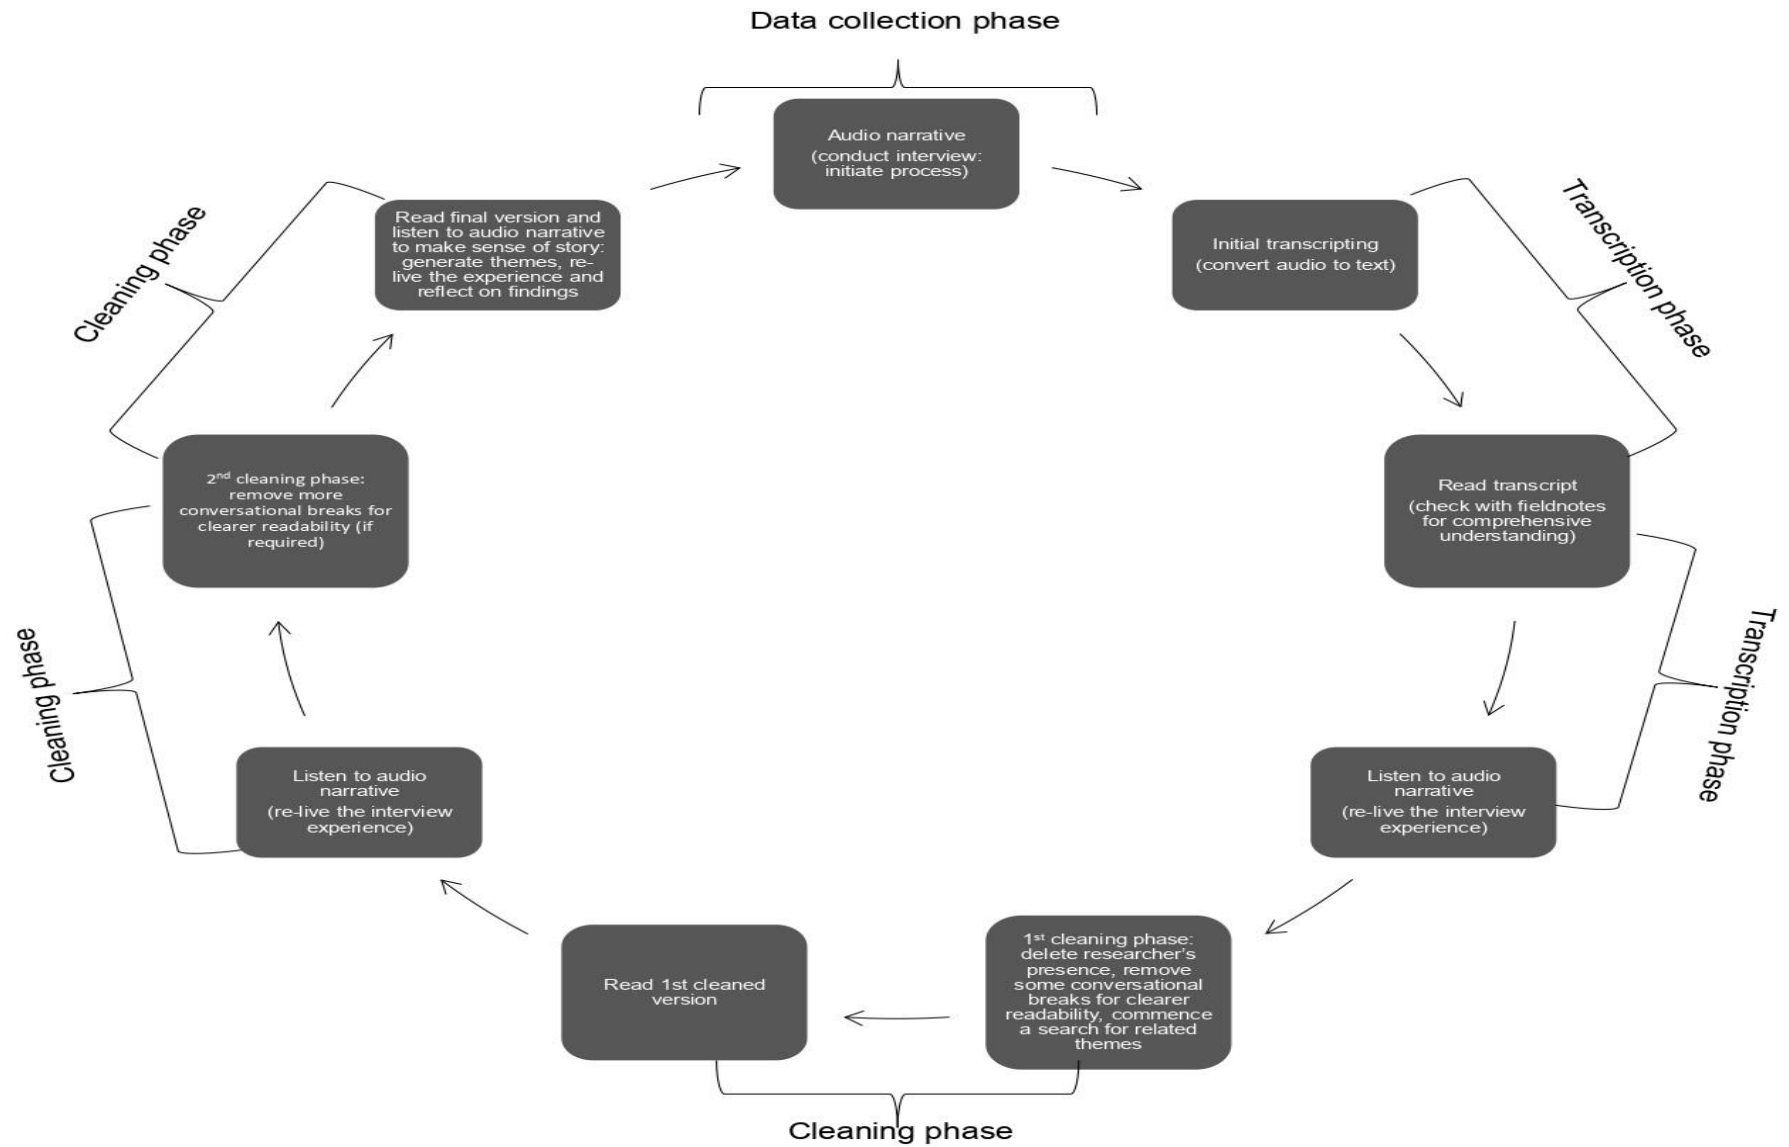 Data collection phase
Audio narrative
(conduct interview:
initiate process)
Transcription phase
Initial transcripting
(convert audio to text)
Read transcript
(check with fieldnotes
for comprehensive
understanding)
Transcription phase
Listen to audio
narrative
(re-live the interview
experience)
1st cleaning phase:
delete researcher's
presence, remove
some conversational
breaks for clearer
readability, commence
a search for related
themes
Cleaning phase
Read 1st cleaned
version
Listen to audio
narrative
(re-live the interview
experience)
Cleaning phase
2nd cleaning phase:
remove more
conversational breaks for
clearer readability (if
required)
Cleaning phase
Read final version and
listen to audio narrative
to make sense of story:
generate themes, re-
live the experience and
reflect on findings